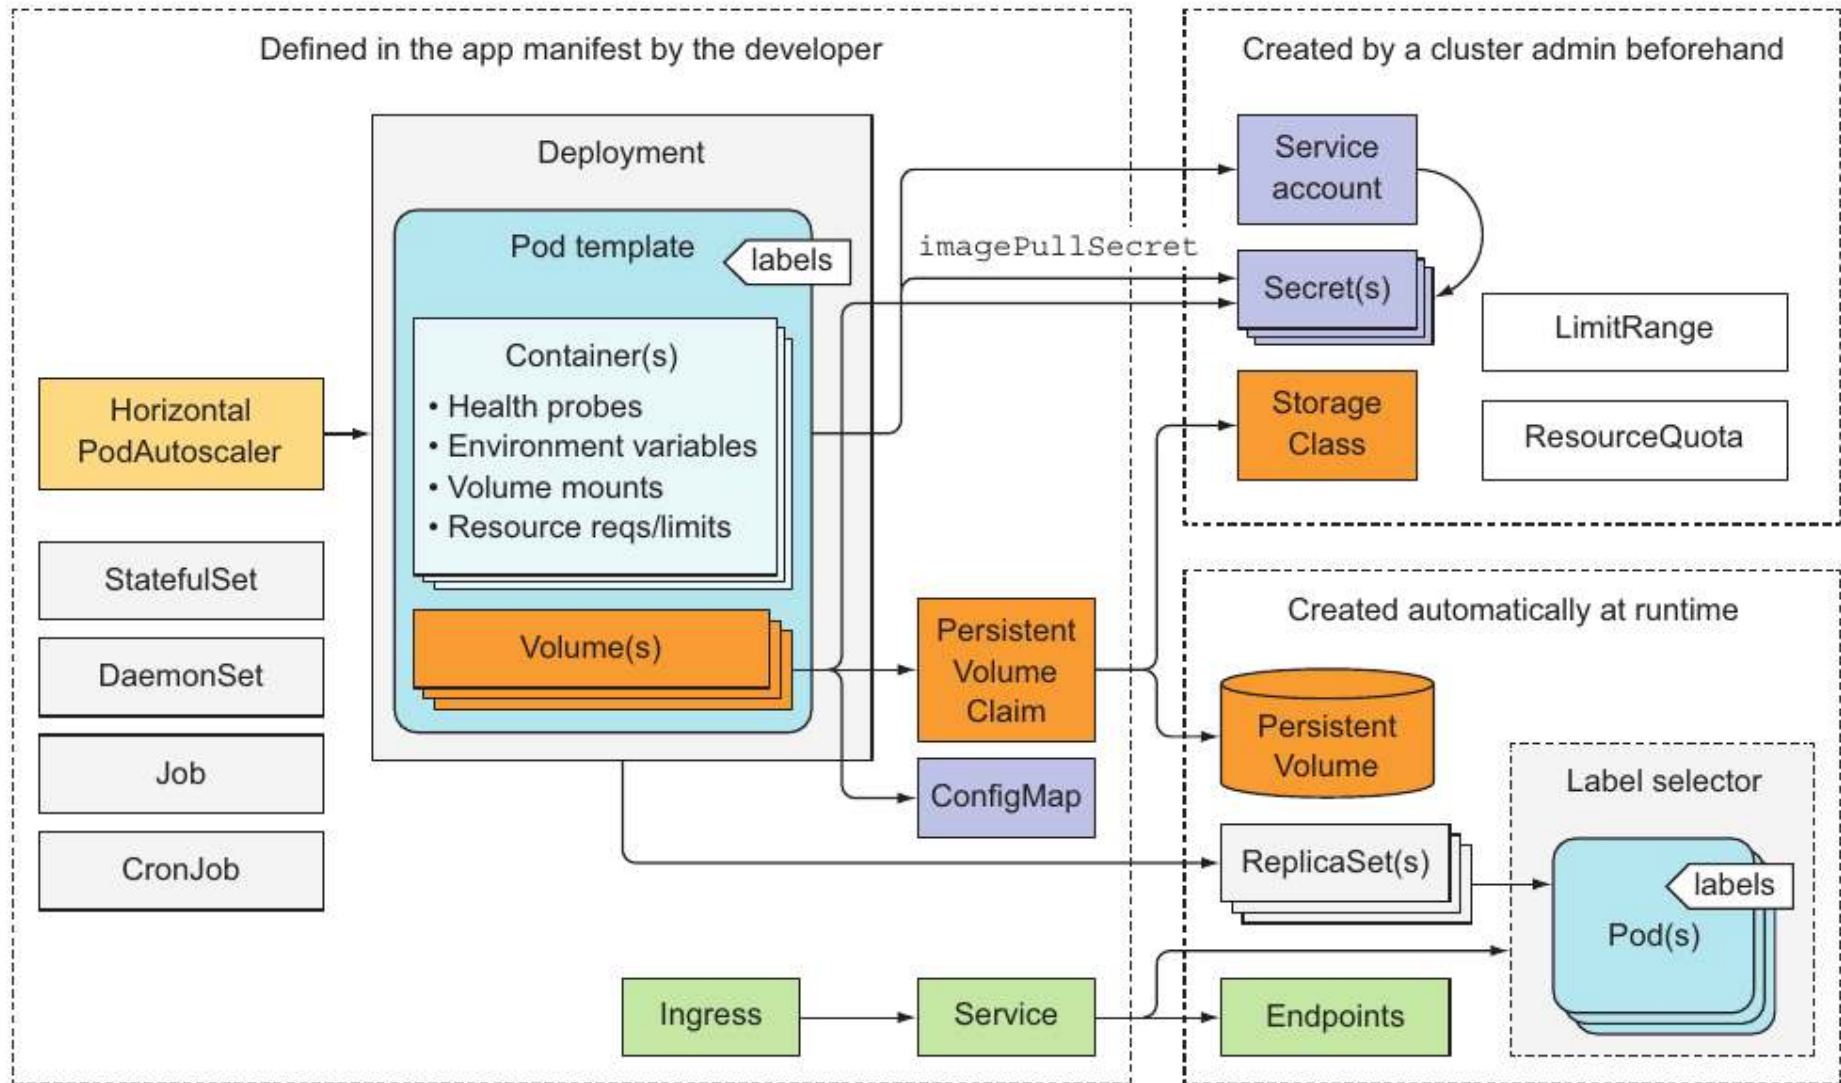 Defined in the app manifest by the developer
Deployment
Pod template
labels
Container(s)
• Health probes
• Environment variables
• Volume mounts
• Resource reqs/limits
Volume(s)
Horizontal
PodAutoscaler
StatefulSet
DaemonSet
Job
CronJob
imagePullSecret
Persistent
Volume
Claim
ConfigMap
Ingress
Service
Created by a cluster admin beforehand
Service
account
Secret(s)
Storage
Class
LimitRange
ResourceQuota
Created automatically at runtime
Persistent
Volume
ReplicaSet(s)
Endpoints
Label selector
labels
Pod(s)